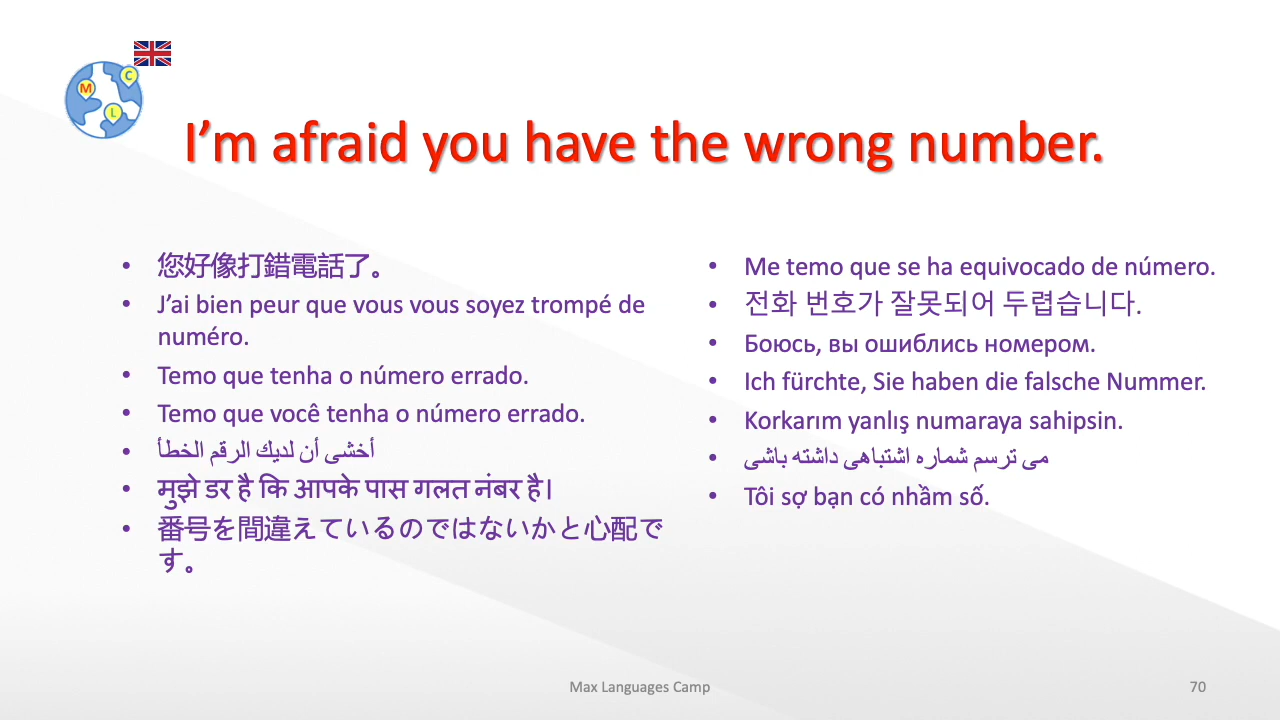 M
C
L
I’m afraid you have the wrong number.
• 您好像打錯電話了。
• J’ai bien peur que vous vous soyez trompé de
numéro.
• Temo que tenha o número errado.
• Temo que você tenha o número errado.
• أخشى أن لديك الرقم الخطأ
• मुझे डर है कि आपके पास गलत नंबर है।
• 番号を間違えているのではないかと心配で
す。
• Me temo que se ha equivocado de número.
• 전화 번호가 잘못되어 두렵습니다.
• Боюсь, вы ошиблись номером.
• Ich fürchte, Sie haben die falsche Nummer.
• Korkarım yanlış numaraya sahipsin.
• می ترسم شماره اشتباهی داشته باشی
• Tôi sợ bạn có nhầm số.
Max Languages Camp
70